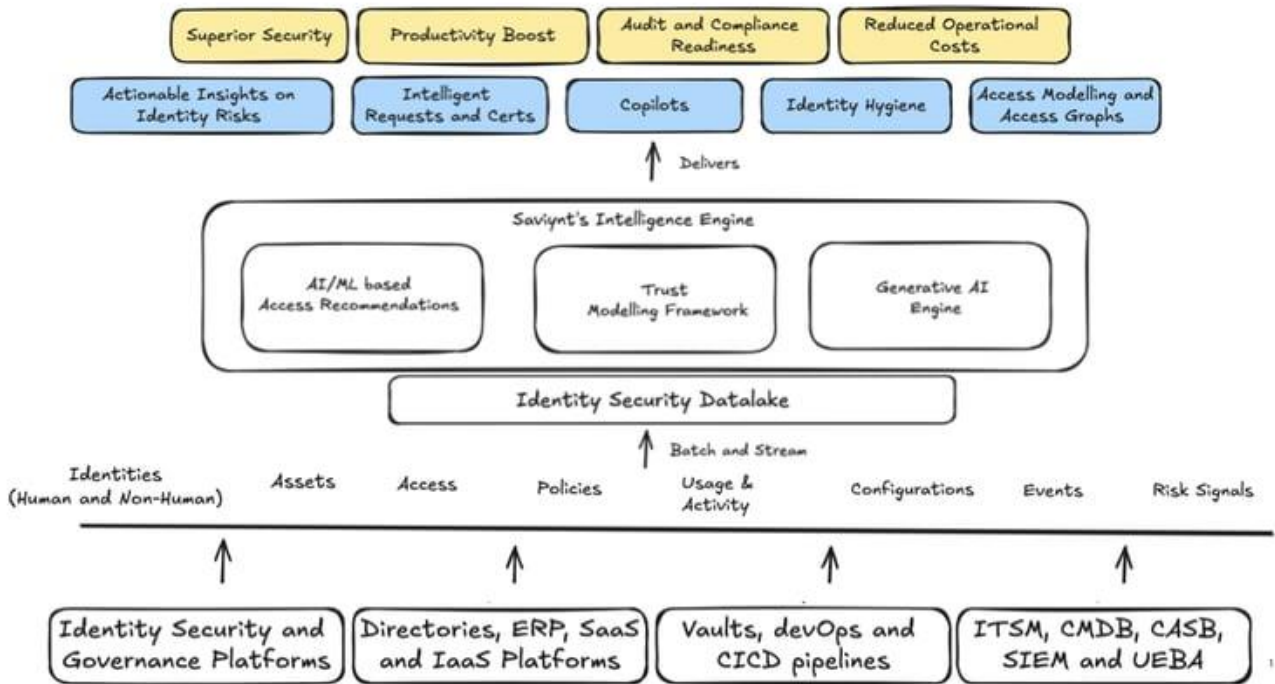 Superior Security
Productivity Boost
Audit and Compliance
Readiness
Reduced Operational
Costs
Actionable Insights on
Identity Risks
Intelligent
Requests and Certs
Copilots
Identity Hygiene
Access Modelling and
Access Graphs
Delivers
Saviynt's Intelligence Engine
AI/ML based
Access Recommendations
Trust
Modelling Framework
Generative AI
Engine
Identity Security Datalake
Batch and Stream
Identities
(Human and Non-Human)
Assets
Access
Policies
Usage &
Activity
Configurations
Events
Risk Signals
Identity Security and
Governance Platforms
Directories, ERP, SaaS
and IaaS Platforms
Vaults, devOps and
CICD pipelines
ITSM, CMDB, CASB,
SIEM and UEBA
1